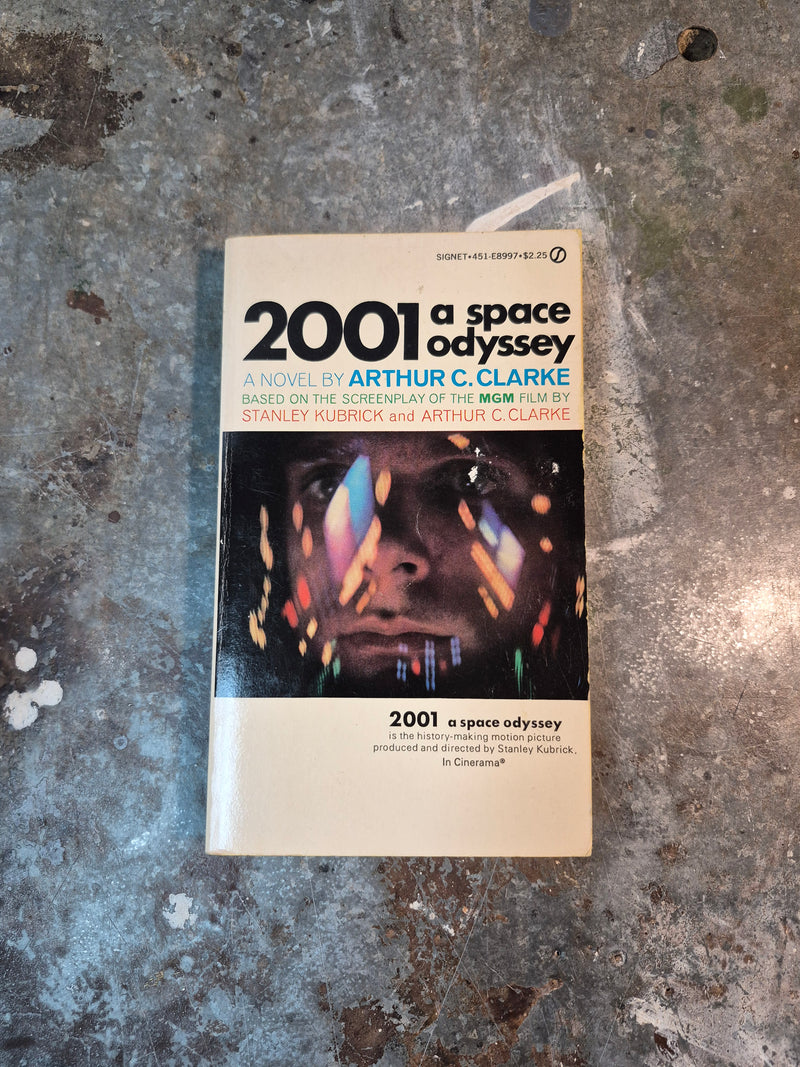 SIGNET•451-E8997•$2.25
2001 a space
odyssey
A NOVEL BY ARTHUR C. CLARKE
BASED ON THE SCREENPLAY OF THE MGM FILM BY
STANLEY KUBRICK and ARTHUR C. CLARKE
2001 a space odyssey
is the history-making motion picture
produced and directed by Stanley Kubrick.
In Cinerama®